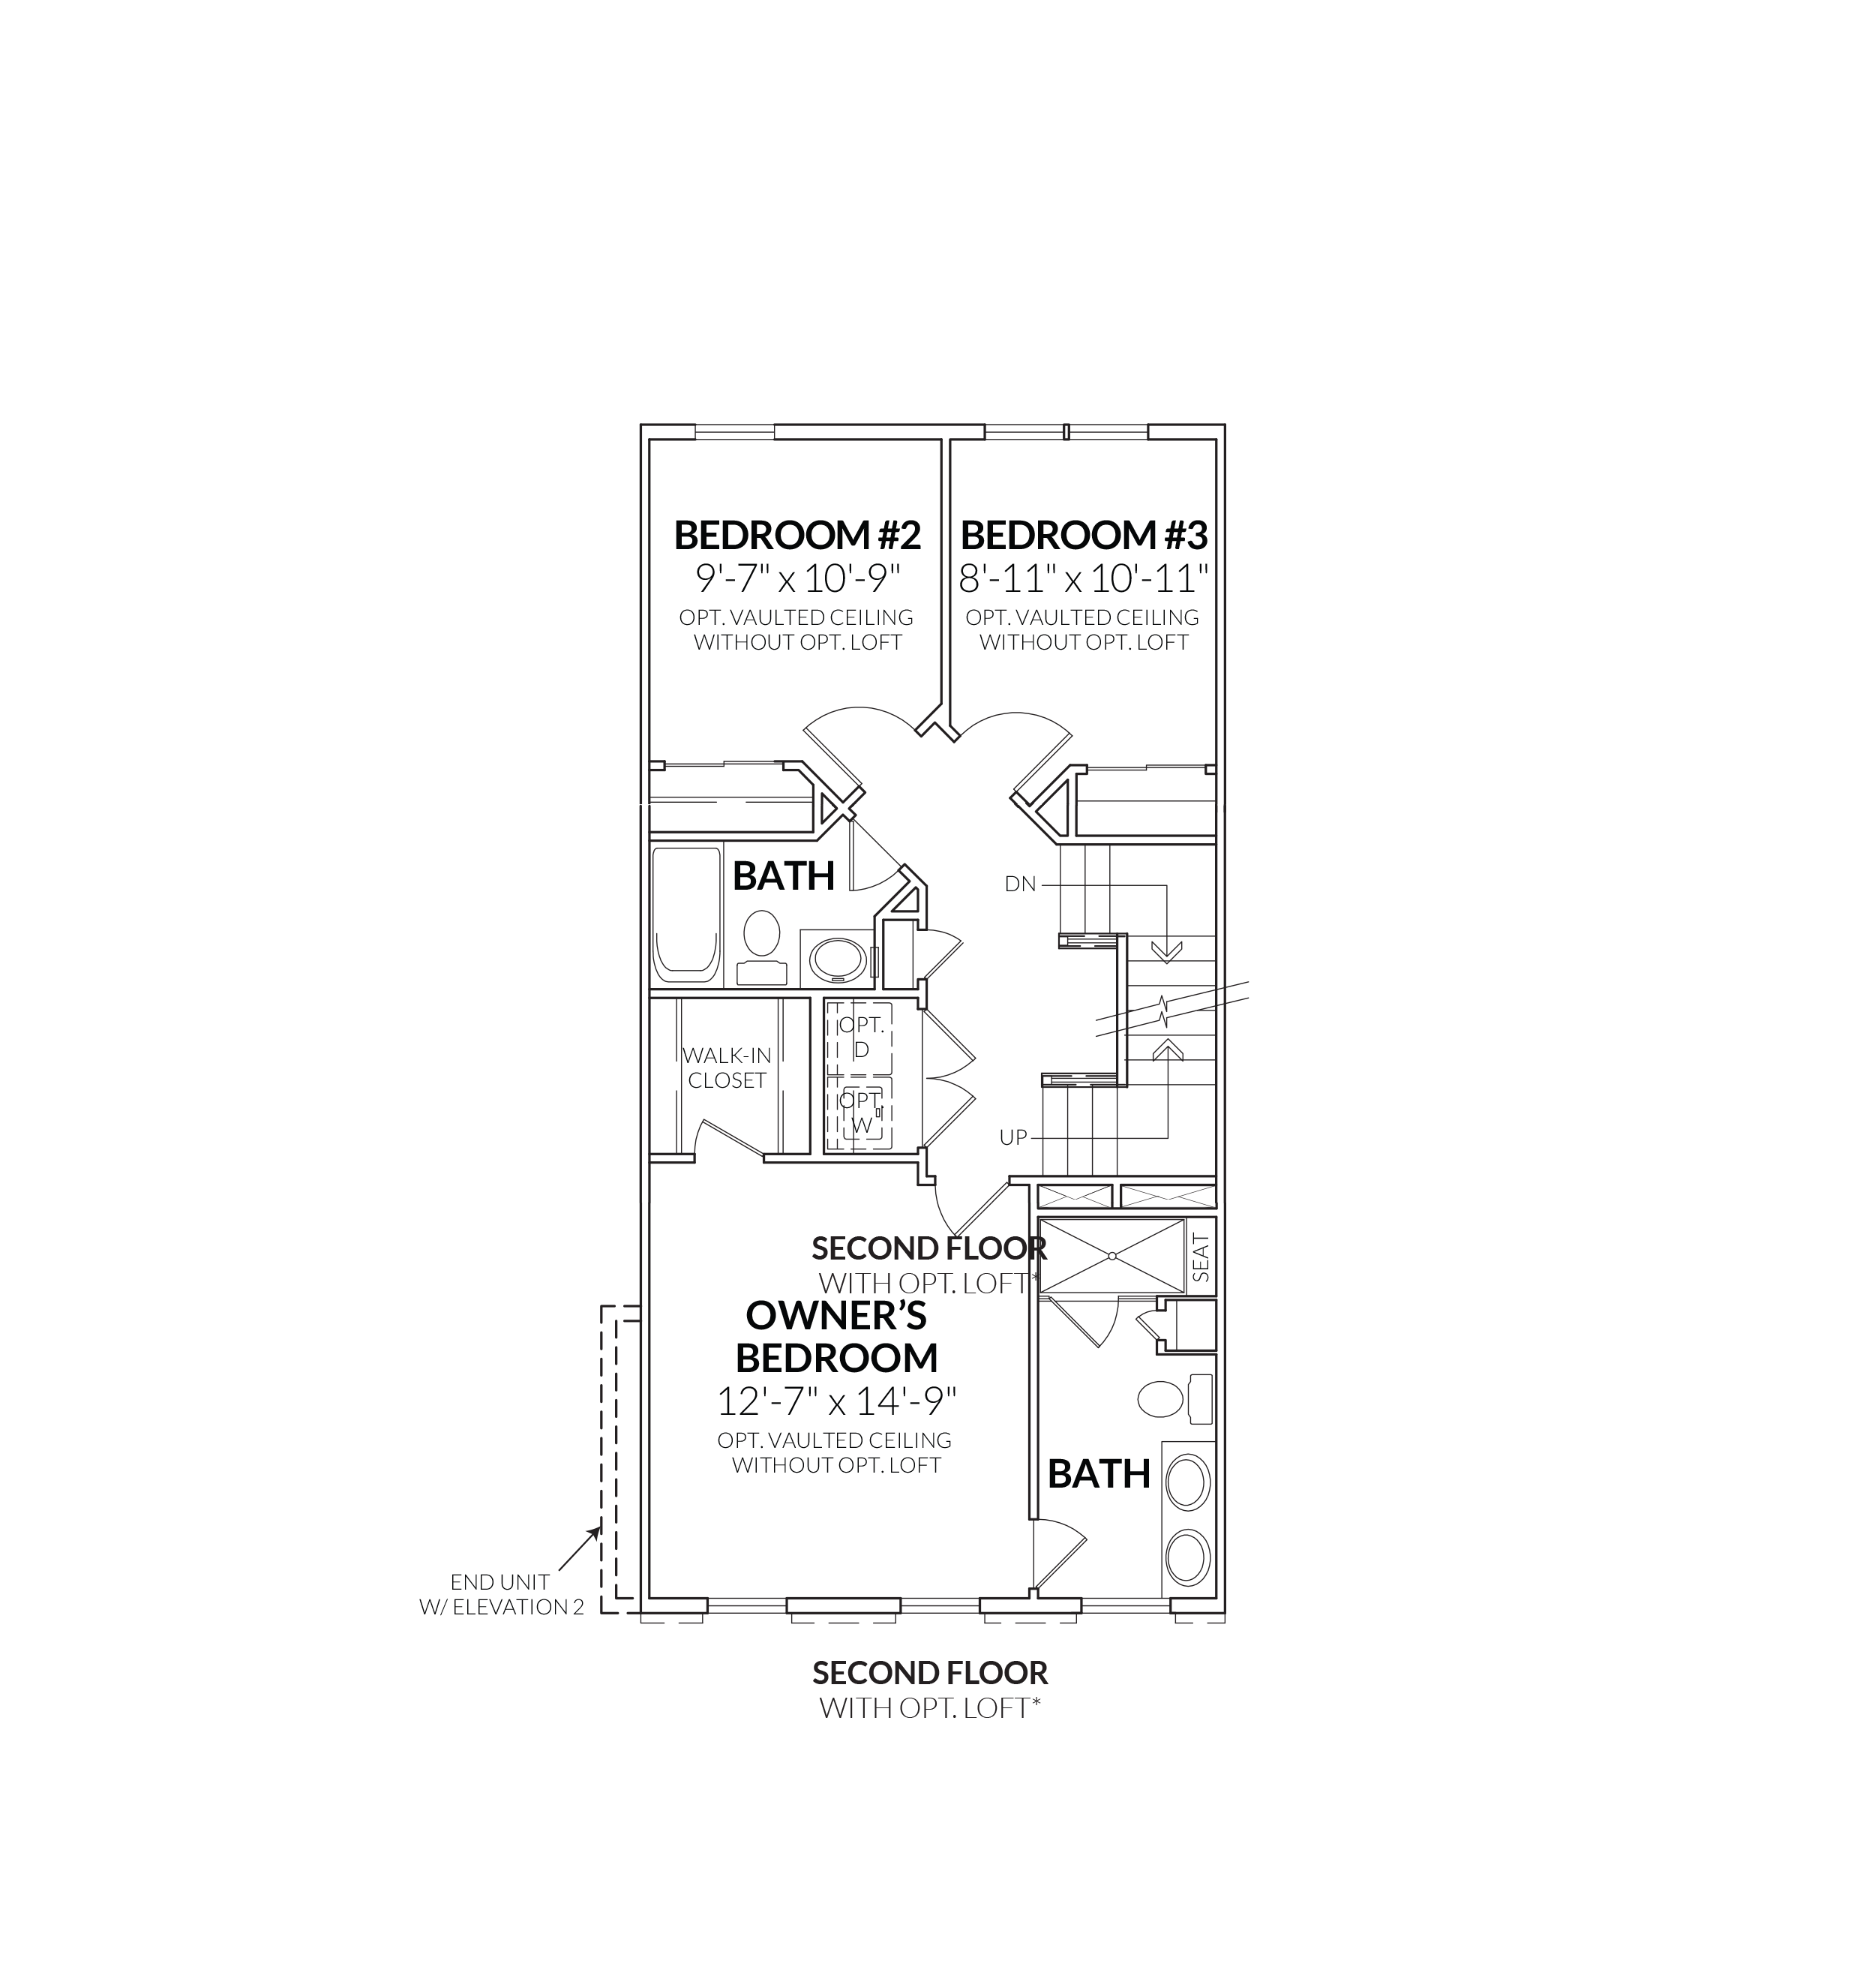 BEDROOM #2
9'-7" x 10'-9"
OPT. VAULTED CEILING
WITHOUT OPT. LOFT
BEDROOM #3
8'-11" x 10'-11"
OPT. VAULTED CEILING
WITHOUT OPT. LOFT
BATH
DN
OPT.
D
WALK-IN
CLOSET
OPT.
W
UP
SECOND FLOOR
WITH OPT. LOFT*
SEAT
OWNER’S
BEDROOM
12'-7" x 14'-9"
OPT. VAULTED CEILING
WITHOUT OPT. LOFT
BATH
END UNIT
W/ ELEVATION 2
SECOND FLOOR
WITH OPT. LOFT*